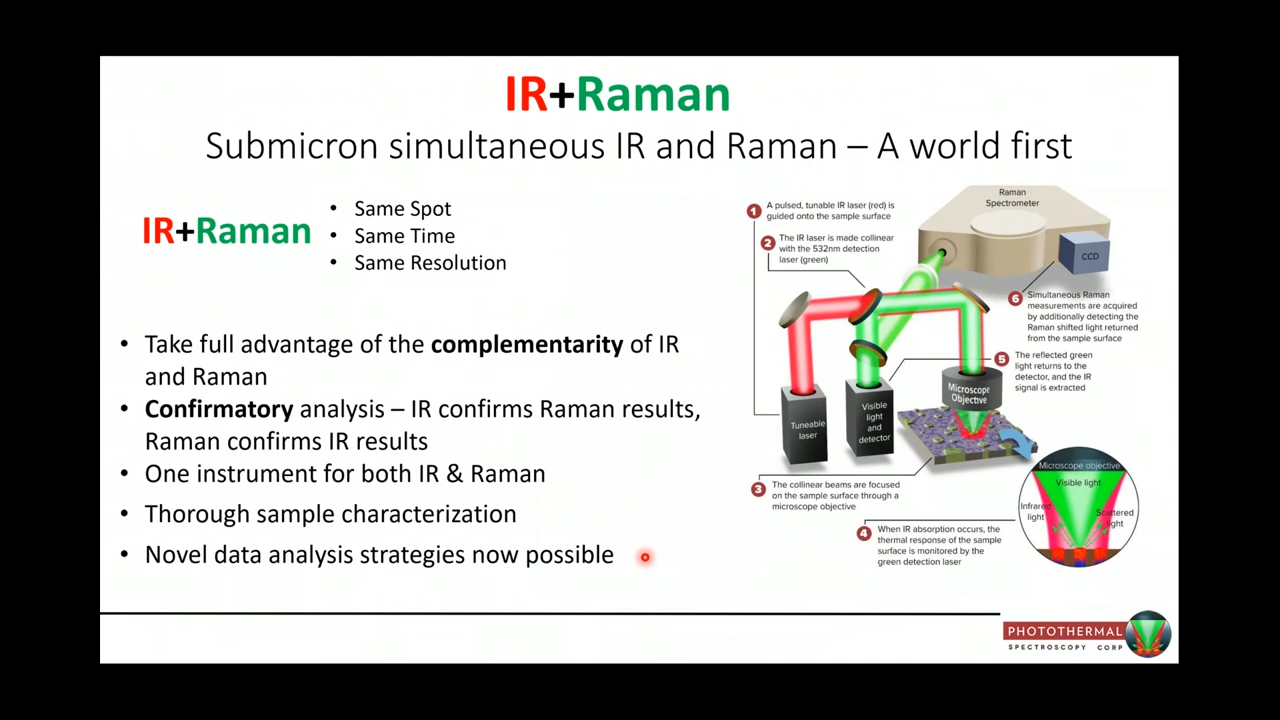 IR+Raman
Submicron simultaneous IR and Raman – A world first
IR+Raman
• Same Spot
• Same Time
• Same Resolution
• Take full advantage of the complementarity of IR
and Raman
• Confirmatory analysis – IR confirms Raman results,
Raman confirms IR results
• One instrument for both IR & Raman
• Thorough sample characterization
• Novel data analysis strategies now possible
1 A pulsed, tunable IR laser (red) is
guided onto the sample surface
2 The IR laser is made collinear
with the 532nm detection
laser (green)
Raman
Spectrometer
CCD
6 Simultaneous Raman
measurements are acquired
by additionally detecting the
Raman shifted light returned
from the sample surface
5 The reflected green
light returns to the
detector, and the IR
signal is extracted
Microscope
Objective
Tuneable
laser
Visible
light
and
detector
3 The collinear beams are focused
on the sample surface through a
microscope objective
4 When IR absorption occurs, the
thermal response of the sample
surface is monitored by the
green detection laser
Microscope objective
Visible light
Infrared
light
Scattered
light
PHOTOTHERMAL
SPECTROSCOPY CORP